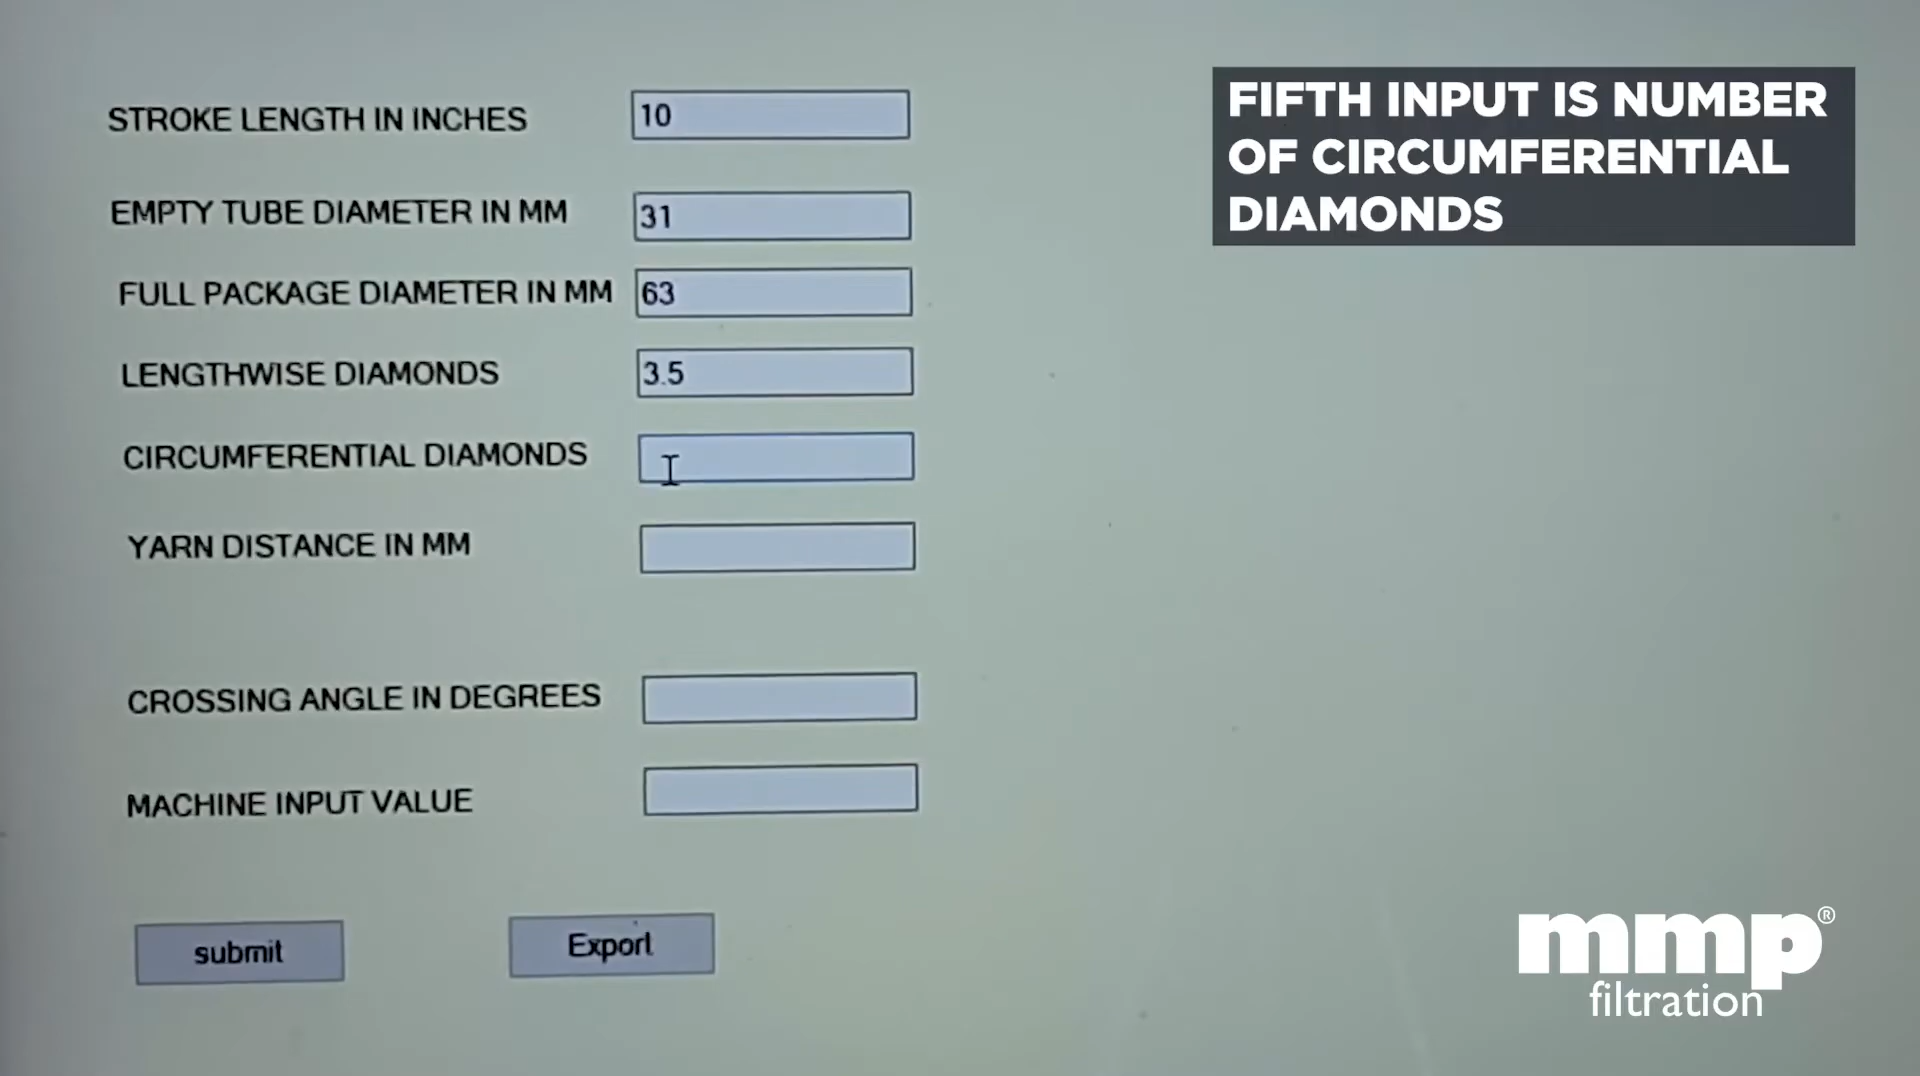 STROKE LENGTH IN INCHES 10
EMPTY TUBE DIAMETER IN MM 31
FULL PACKAGE DIAMETER IN MM 63
LENGTHWISE DIAMONDS 3.5
CIRCUMFERENTIAL DIAMONDS
YARN DISTANCE IN MM
CROSSING ANGLE IN DEGREES
MACHINE INPUT VALUE
submit Export
FIFTH INPUT IS NUMBER
OF CIRCUMFERENTIAL
DIAMONDS
mmp®
filtration